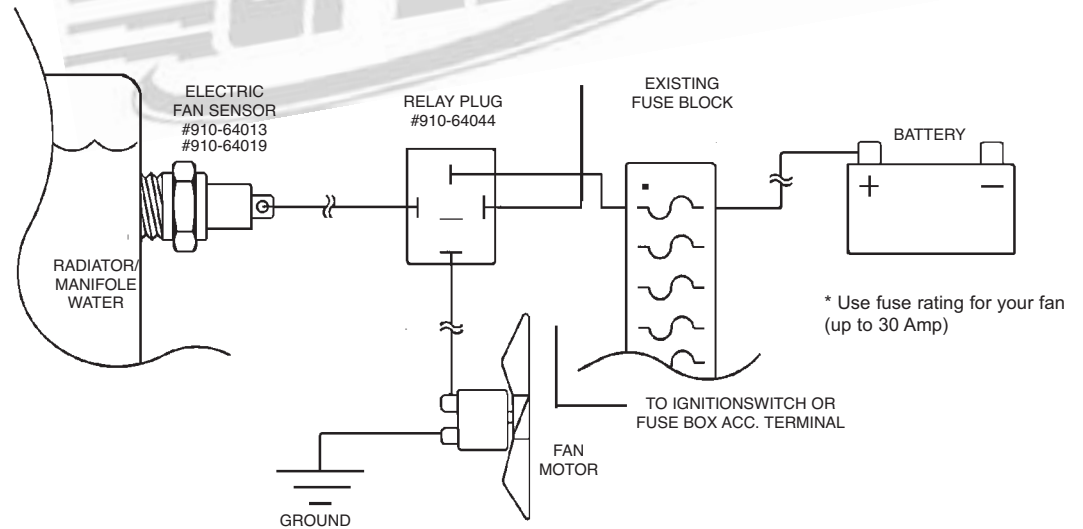 ELECTRIC
FAN SENSOR
#910-64013
#910-64019
RELAY PLUG
#910-64044
EXISTING
FUSE BLOCK
BATTERY
+ −
RADIATOR/
MANIFOLE
WATER
* Use fuse rating for your fan
(up to 30 Amp)
TO IGNITIONSWITCH OR
FUSE BOX ACC. TERMINAL
FAN
MOTOR
GROUND